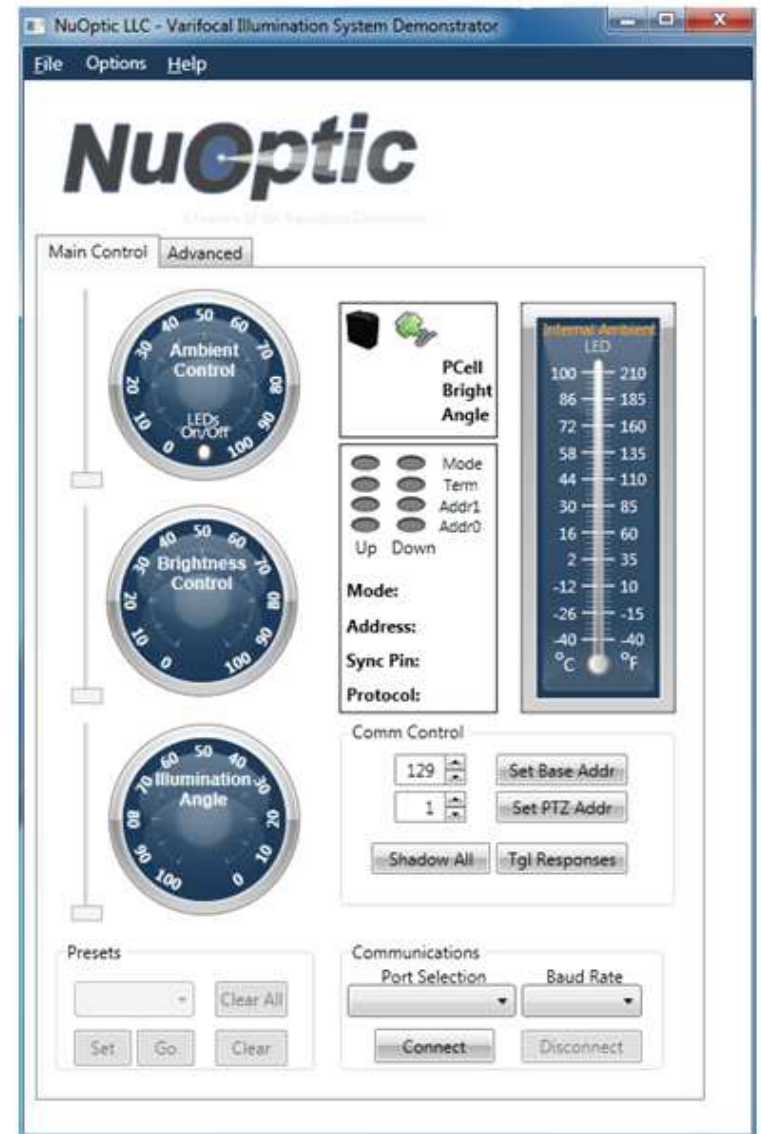 NuOptic LLC - Varifocal Illumination System Demonstrator
File Options Help
NuOptic
Main Control Advanced
0 10 20 30 40 50 60 70 80 90 100
Ambient
Control
LEDs
On/Off
0 10 20 30 40 50 60 70 80 90 100
Brightness
Control
100 90 80 70 60 50 40 30 20 10 0
Illumination
Angle
PCell
Bright
Angle
Mode
Term
Addr1
Addr0
Up Down
Mode:
Address:
Sync Pin:
Protocol:
Internal Ambient
LED
100 210
86 185
72 160
58 135
44 110
30 85
16 60
2 35
-12 10
-26 -15
-40 -40
°C °F
Comm Control
129 Set Base Addr
1 Set PTZ Addr
Shadow All Tgl Responses
Presets
Clear All
Set Go Clear
Communications
Port Selection Baud Rate
Connect Disconnect